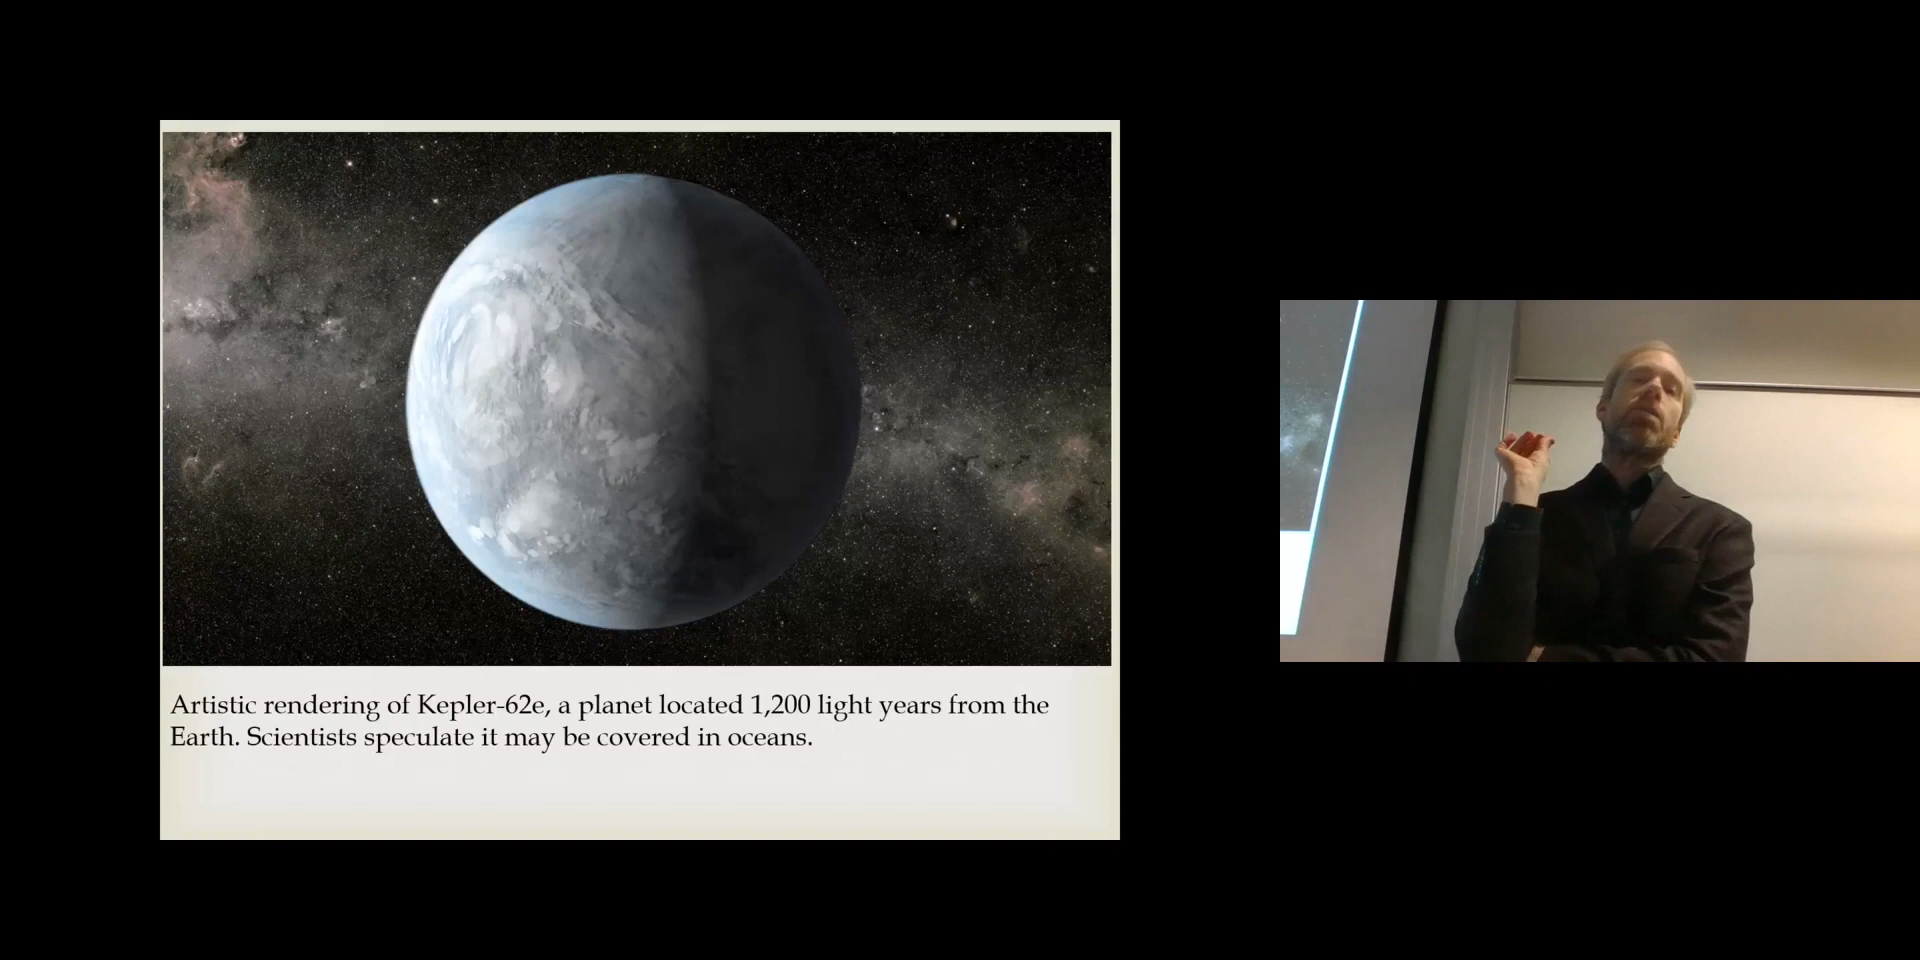 Artistic rendering of Kepler-62e, a planet located 1,200 light years from the
Earth. Scientists speculate it may be covered in oceans.